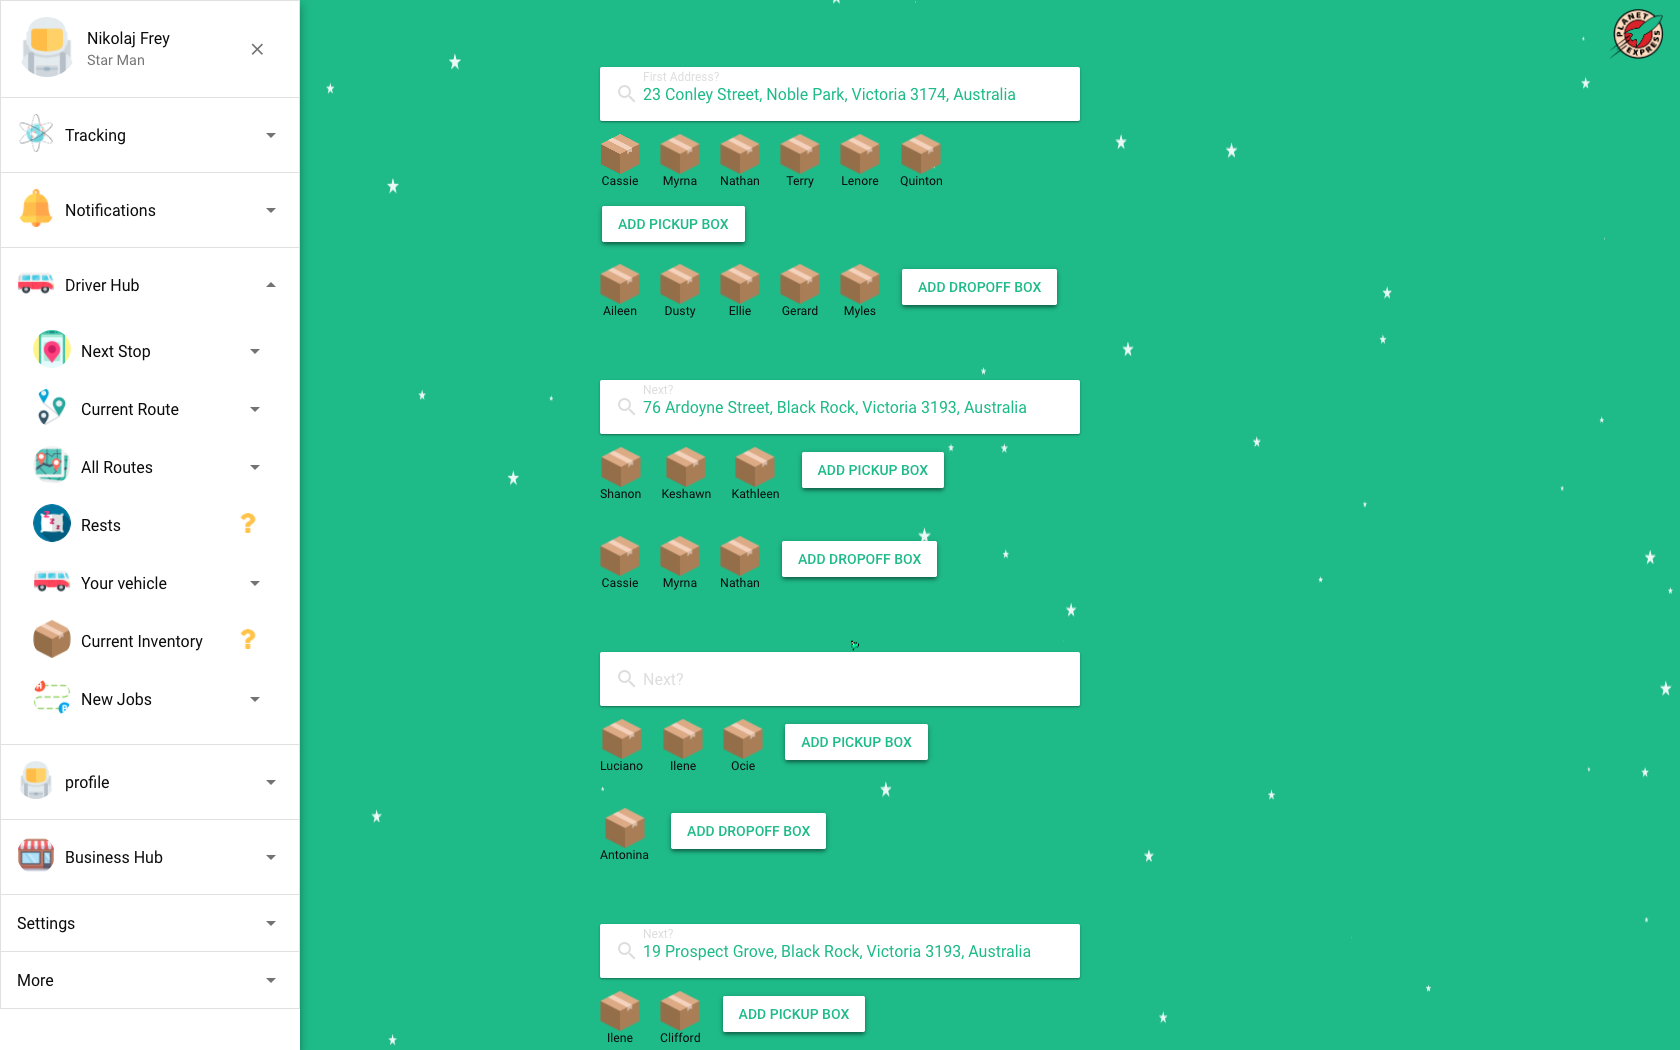 Nikolaj Frey
Star Man
Tracking
Notifications
Driver Hub
Next Stop
Current Route
All Routes
Rests
?
Your vehicle
Current Inventory
?
New Jobs
profile
Business Hub
Settings
More
First Address?
23 Conley Street, Noble Park, Victoria 3174, Australia
Cassie Myrna Nathan Terry Lenore Quinton
ADD PICKUP BOX
Aileen Dusty Ellie Gerard Myles ADD DROPOFF BOX
Next?
76 Ardoyne Street, Black Rock, Victoria 3193, Australia
Shanon Keshawn Kathleen ADD PICKUP BOX
Cassie Myrna Nathan ADD DROPOFF BOX
Next?
Luciano Ilene Ocie ADD PICKUP BOX
Antonina ADD DROPOFF BOX
Next?
19 Prospect Grove, Black Rock, Victoria 3193, Australia
Ilene Clifford ADD PICKUP BOX
PLANET EXPRESS